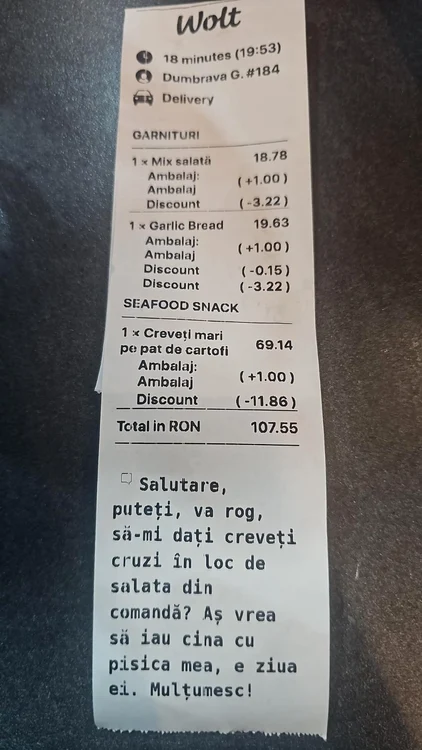 Wolt
18 minutes (19:53)
Dumbrava G. #184
Delivery
GARNITURI
1 x Mix salată 18.78
Ambalaj: (+1.00)
Ambalaj
Discount (-3.22)
1 x Garlic Bread 19.63
Ambalaj: (+1.00)
Ambalaj
Discount (-0.15)
Discount (-3.22)
SEAFOOD SNACK
1 x Creveți mari
pe pat de cartofi 69.14
Ambalaj: (+1.00)
Ambalaj
Discount (-11.86)
Total in RON 107.55
Salutare,
puteți, va rog,
să-mi dați creveți
cruzi în loc de
salata din
comandă? Aș vrea
să iau cina cu
pisica mea, e ziua
ei. Mulțumesc!